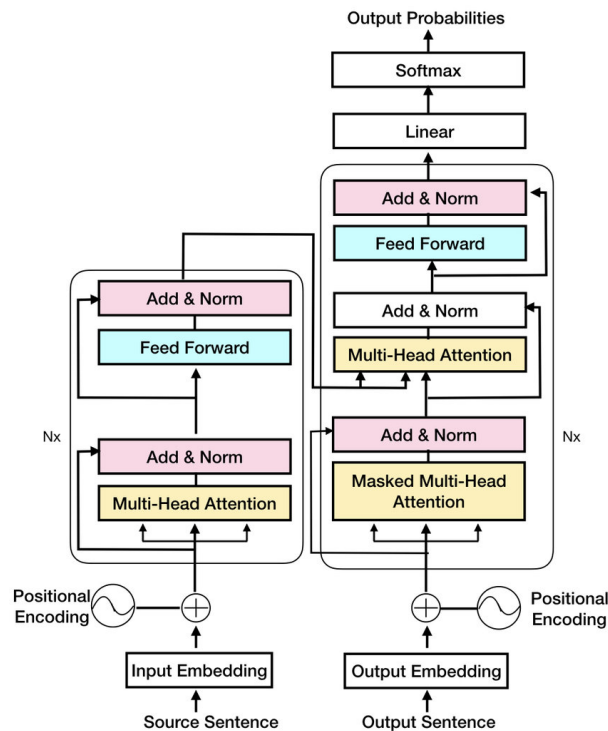 Output Probabilities
Softmax
Linear
Add & Norm
Feed Forward
Add & Norm
Multi-Head Attention
Add & Norm
Masked Multi-Head
Attention
Nx
Add & Norm
Feed Forward
Nx
Add & Norm
Multi-Head Attention
Positional
Encoding
Positional
Encoding
Input Embedding
Output Embedding
Source Sentence
Output Sentence